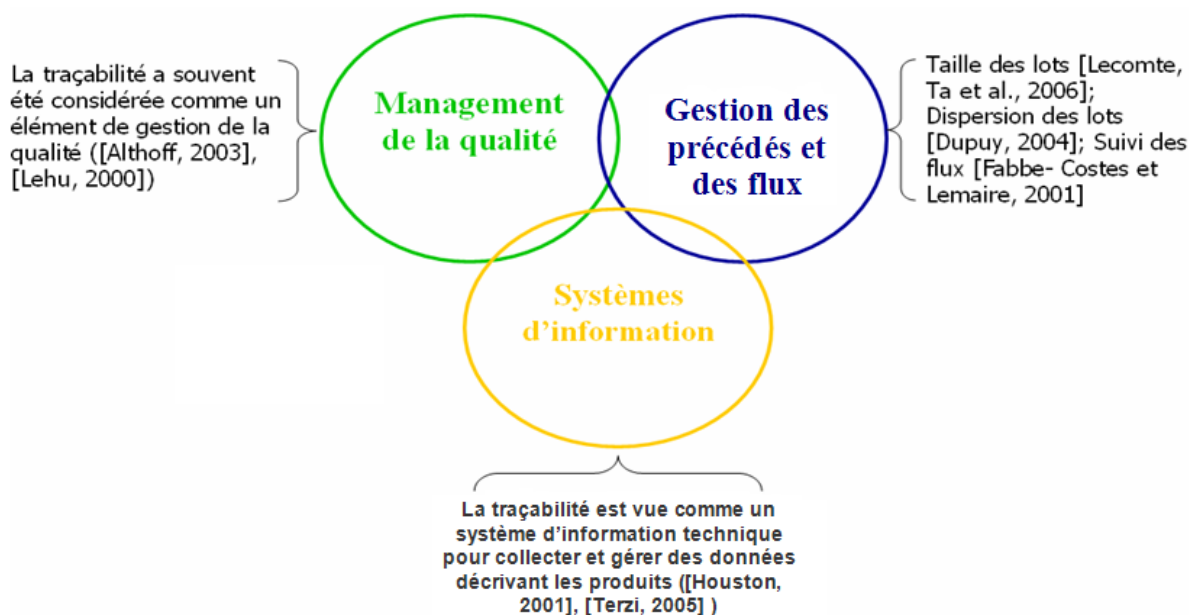 La traçabilité a souvent
été considérée comme un
élément de gestion de la
qualité ([Althoff, 2003],
[Lehu, 2000])
Management
de la qualité
Gestion des
précédés et
des flux
Taille des lots [Lecomte,
Ta et al., 2006];
Dispersion des lots
[Dupuy, 2004]; Suivi des
flux [Fabbe- Costes et
Lemaire, 2001]
Systèmes
d’information
La traçabilité est vue comme un
système d’information technique
pour collecter et gérer des données
décrivant les produits ([Houston,
2001], [Terzi, 2005] )